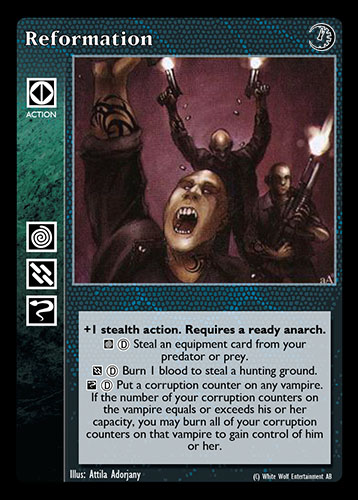 Reformation
ACTION
aA
+1 stealth action. Requires a ready anarch.
D Steal an equipment card from your
predator or prey.
D Burn 1 blood to steal a hunting ground.
D Put a corruption counter on any vampire.
If the number of your corruption counters
on the vampire equals or exceeds his or her
capacity, you may burn all of your corruption
counters on that vampire to gain control of him
or her.
Illus: Attila Adorjany
(C) White Wolf Entertainment AB